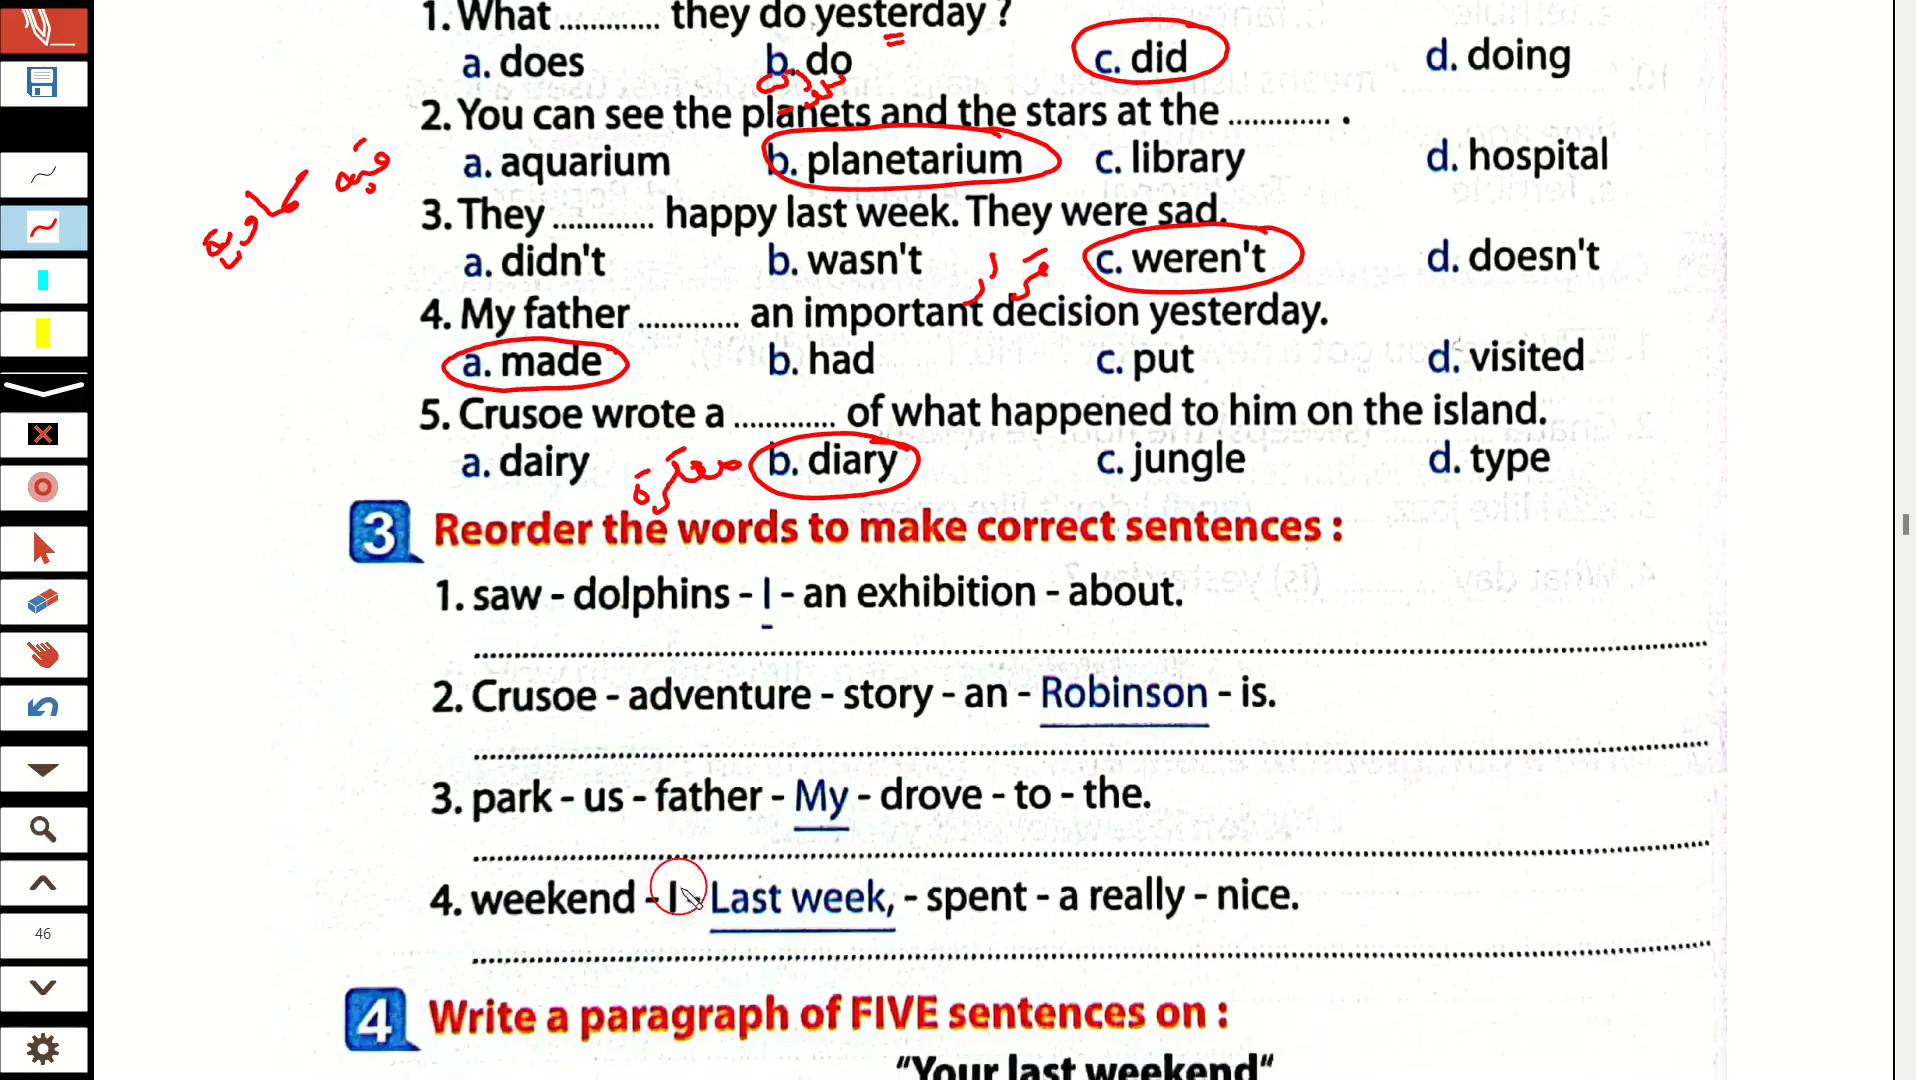 1. What ............. they do yesterday ?
a. does b. do c. did d. doing
2. You can see the planets and the stars at the ............. .
a. aquarium b. planetarium c. library d. hospital
3. They ............. happy last week. They were sad.
a. didn't b. wasn't c. weren't d. doesn't
قرار
4. My father ............. an important decision yesterday.
a. made b. had c. put d. visited
5. Crusoe wrote a ............. of what happened to him on the island.
a. dairy b. diary c. jungle d. type
3 Reorder the words to make correct sentences :
1. saw - dolphins - I - an exhibition - about.
2. Crusoe - adventure - story - an - Robinson - is.
3. park - us - father - My - drove - to - the.
4. weekend - I Last week, - spent - a really - nice.
4 Write a paragraph of FIVE sentences on :
"Your last weekend"
46